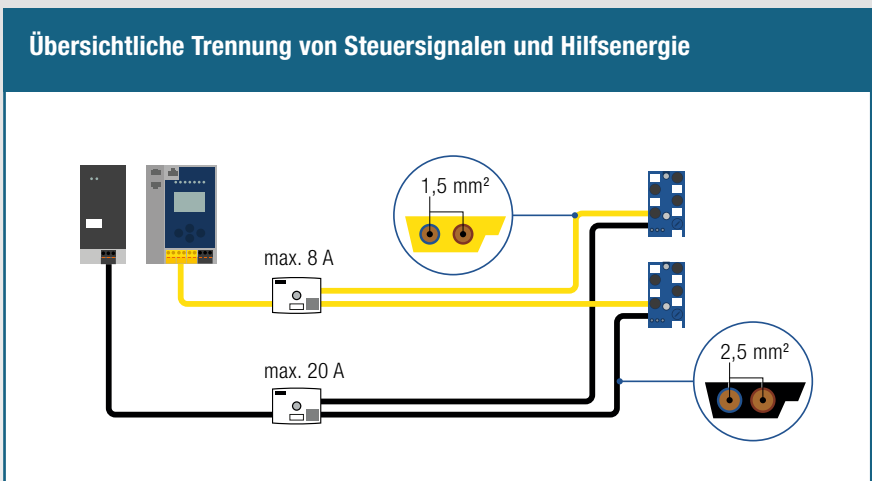 Übersichtliche Trennung von Steuersignalen und Hilfsenergie
1,5 mm²
max. 8 A
2,5 mm²
max. 20 A